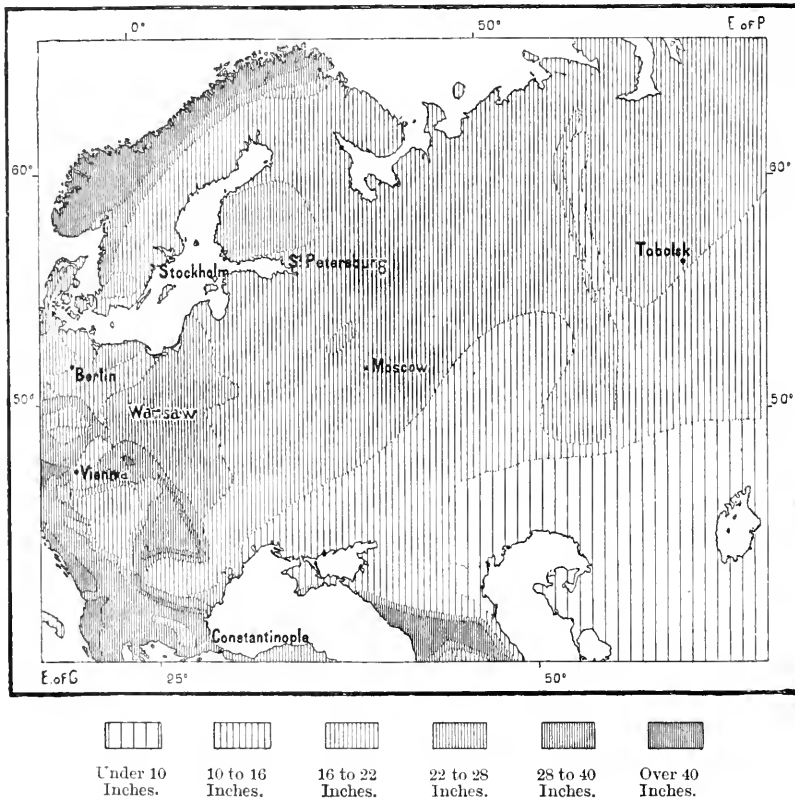 0°
50°
E of P
60°
60°
Tobolsk
Stockholm
St Petersburg
Berlin
Moscow
50°
50°
Warsaw
Vienna
Constantinople
E. of G
25°
50°
Under 10
Inches.
10 to 16
Inches.
16 to 22
Inches.
22 to 28
Inches.
28 to 40
Inches.
Over 40
Inches.